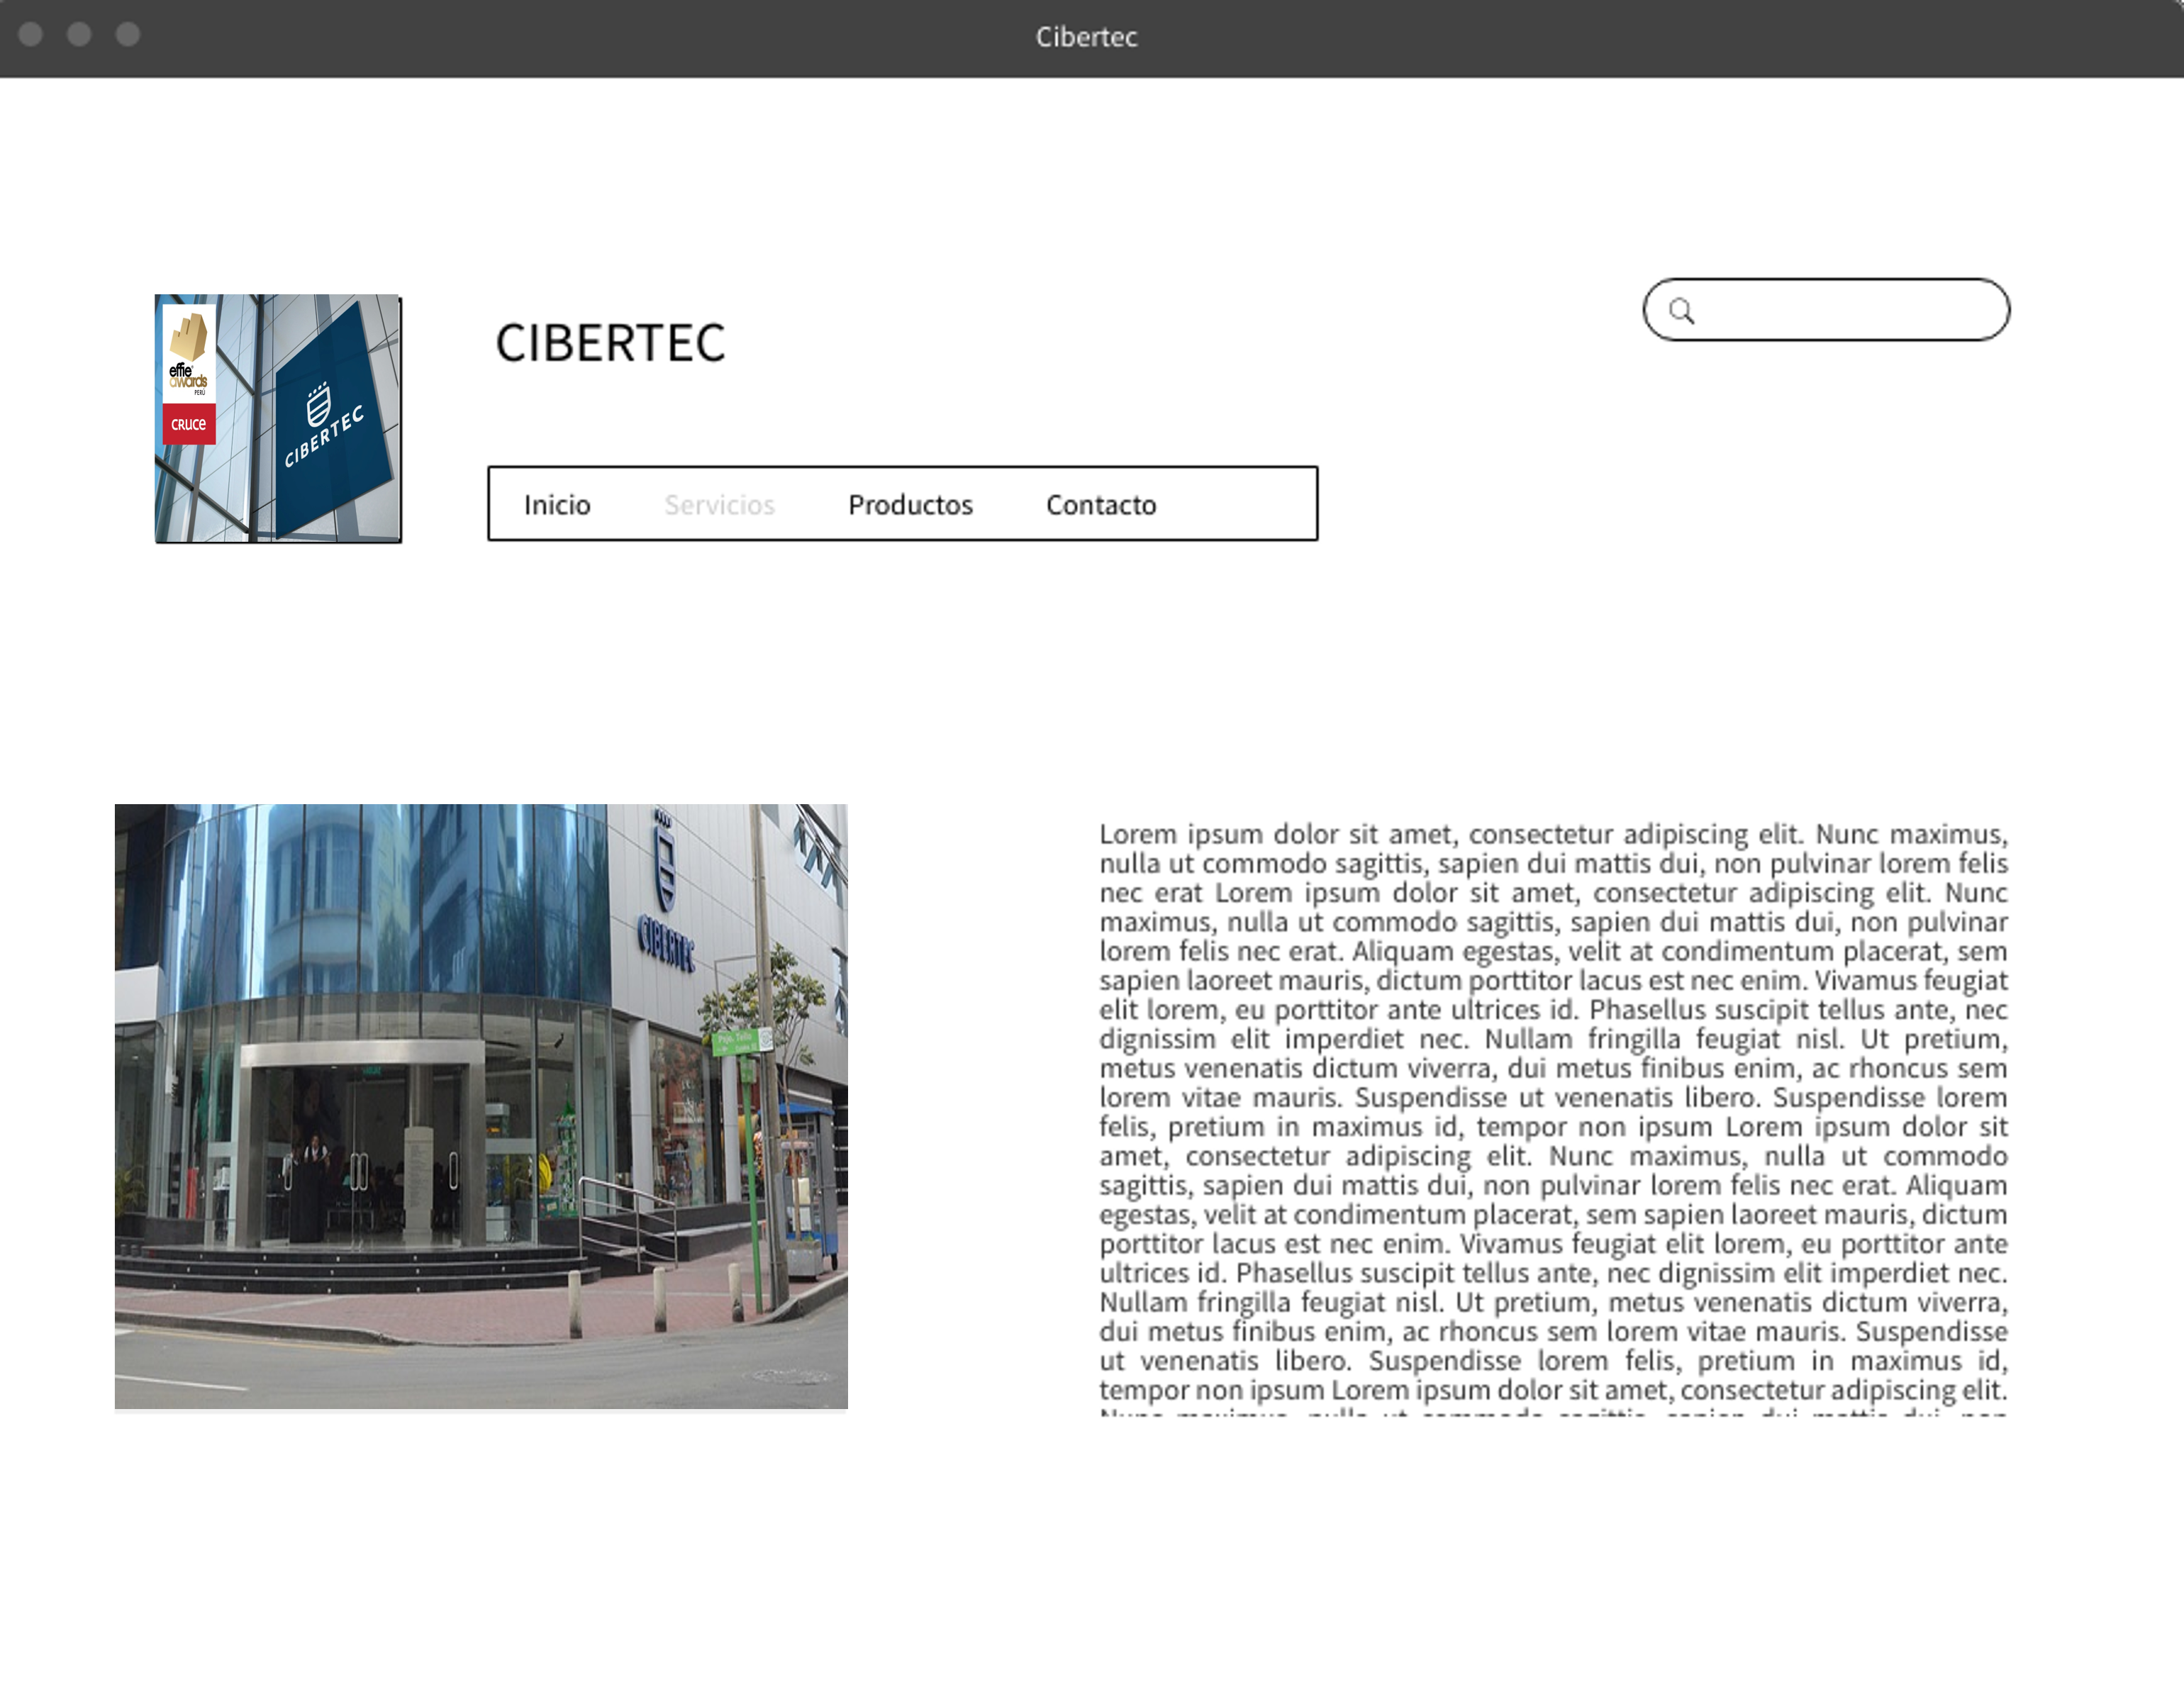 Cibertec
effie
awards
PERÚ
cruce
CIBERTEC
CIBERTEC
Inicio Servicios Productos Contacto
CIBERTEC
Lorem ipsum dolor sit amet, consectetur adipiscing elit. Nunc maximus,
nulla ut commodo sagittis, sapien dui mattis dui, non pulvinar lorem felis
nec erat Lorem ipsum dolor sit amet, consectetur adipiscing elit. Nunc
maximus, nulla ut commodo sagittis, sapien dui mattis dui, non pulvinar
lorem felis nec erat. Aliquam egestas, velit at condimentum placerat, sem
sapien laoreet mauris, dictum porttitor lacus est nec enim. Vivamus feugiat
elit lorem, eu porttitor ante ultrices id. Phasellus suscipit tellus ante, nec
dignissim elit imperdiet nec. Nullam fringilla feugiat nisl. Ut pretium,
metus venenatis dictum viverra, dui metus finibus enim, ac rhoncus sem
lorem vitae mauris. Suspendisse ut venenatis libero. Suspendisse lorem
felis, pretium in maximus id, tempor non ipsum Lorem ipsum dolor sit
amet, consectetur adipiscing elit. Nunc maximus, nulla ut commodo
sagittis, sapien dui mattis dui, non pulvinar lorem felis nec erat. Aliquam
egestas, velit at condimentum placerat, sem sapien laoreet mauris, dictum
porttitor lacus est nec enim. Vivamus feugiat elit lorem, eu porttitor ante
ultrices id. Phasellus suscipit tellus ante, nec dignissim elit imperdiet nec.
Nullam fringilla feugiat nisl. Ut pretium, metus venenatis dictum viverra,
dui metus finibus enim, ac rhoncus sem lorem vitae mauris. Suspendisse
ut venenatis libero. Suspendisse lorem felis, pretium in maximus id,
tempor non ipsum Lorem ipsum dolor sit amet, consectetur adipiscing elit.